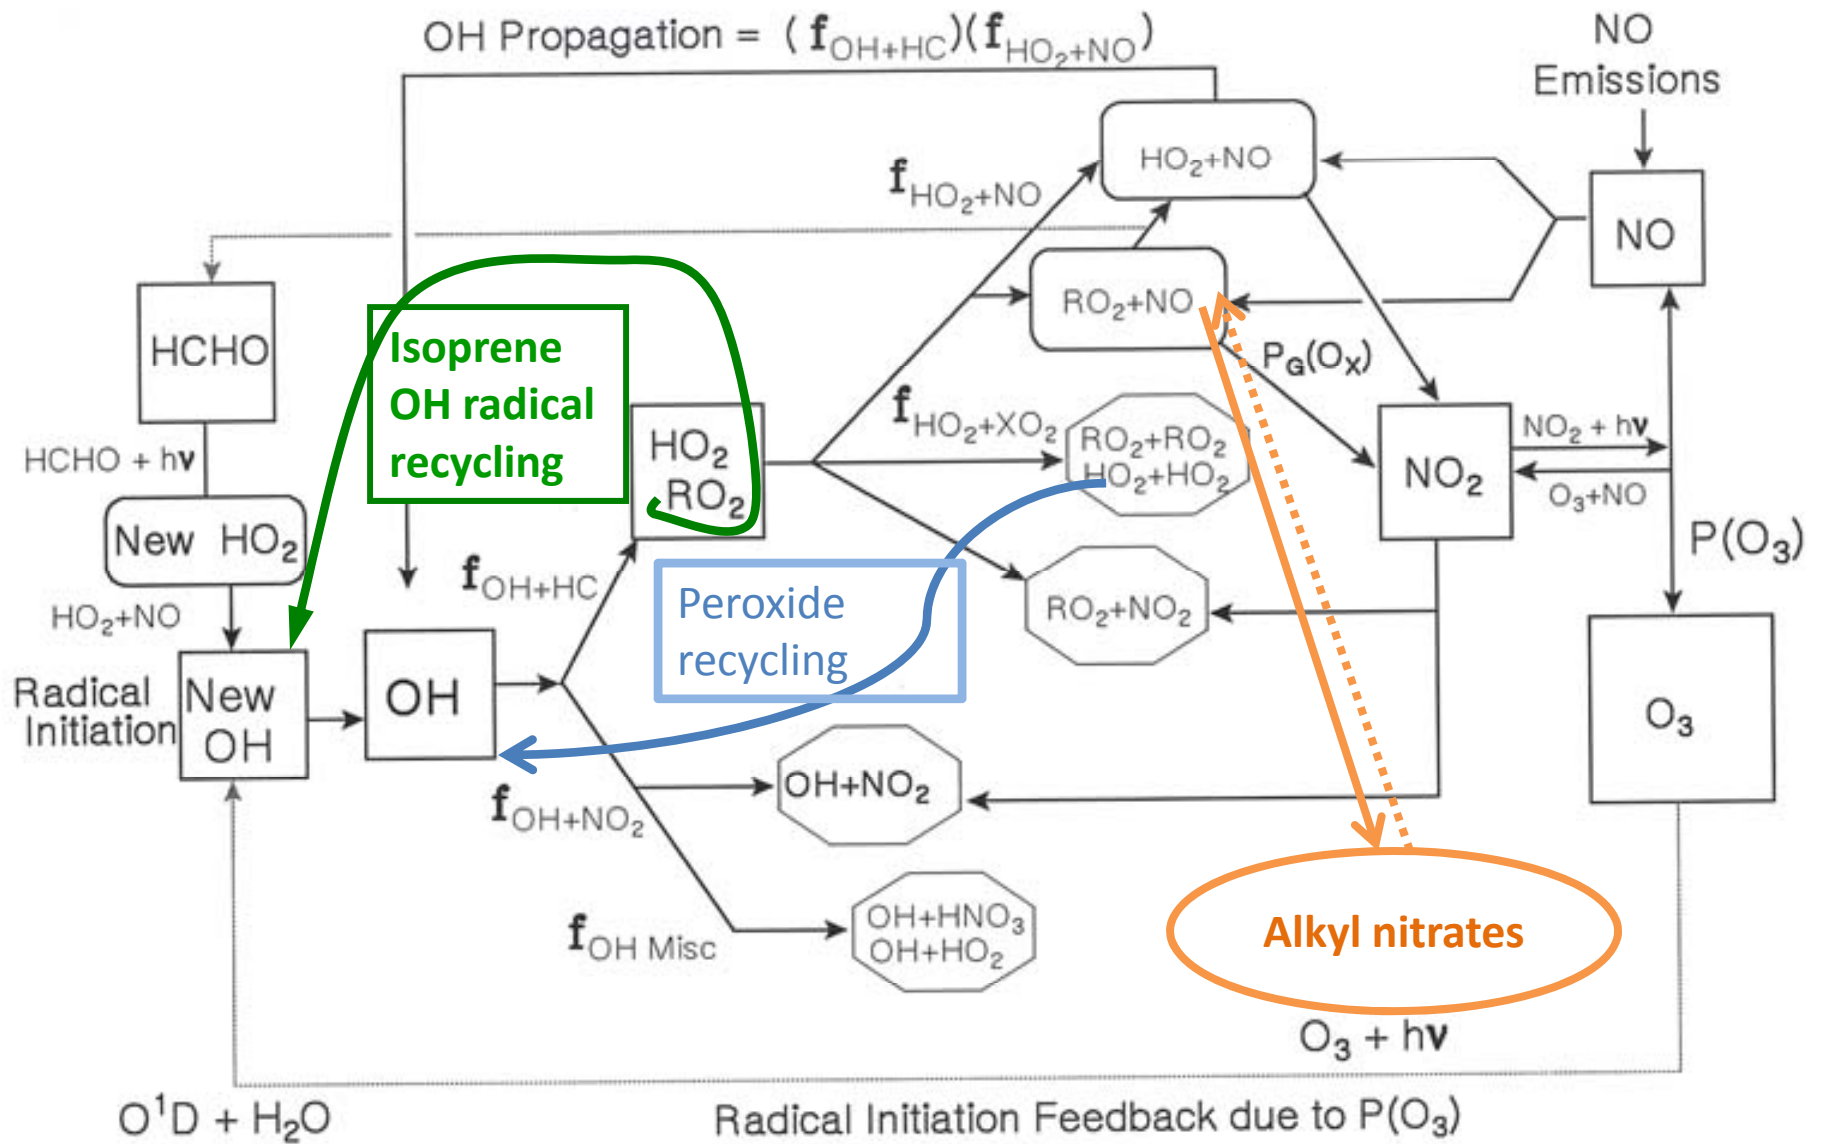 OH Propagation = (f_OH+HC)(f_HO₂+NO)
NO
Emissions
HO₂+NO
f_HO₂+NO
NO
RO₂+NO
HCHO
Isoprene
OH radical
recycling
P_G(O_X)
f_HO₂+XO₂
HO₂
RO₂
RO₂+RO₂
HO₂+HO₂
NO₂
NO₂ + hν
O₃+NO
HCHO + hν
New HO₂
P(O₃)
f_OH+HC
Peroxide
recycling
RO₂+NO₂
HO₂+NO
Radical
Initiation
New
OH
OH
O₃
OH+NO₂
f_OH+NO₂
OH+HNO₃
OH+HO₂
f_OH Misc
Alkyl nitrates
O₃ + hν
O¹D + H₂O
Radical Initiation Feedback due to P(O₃)